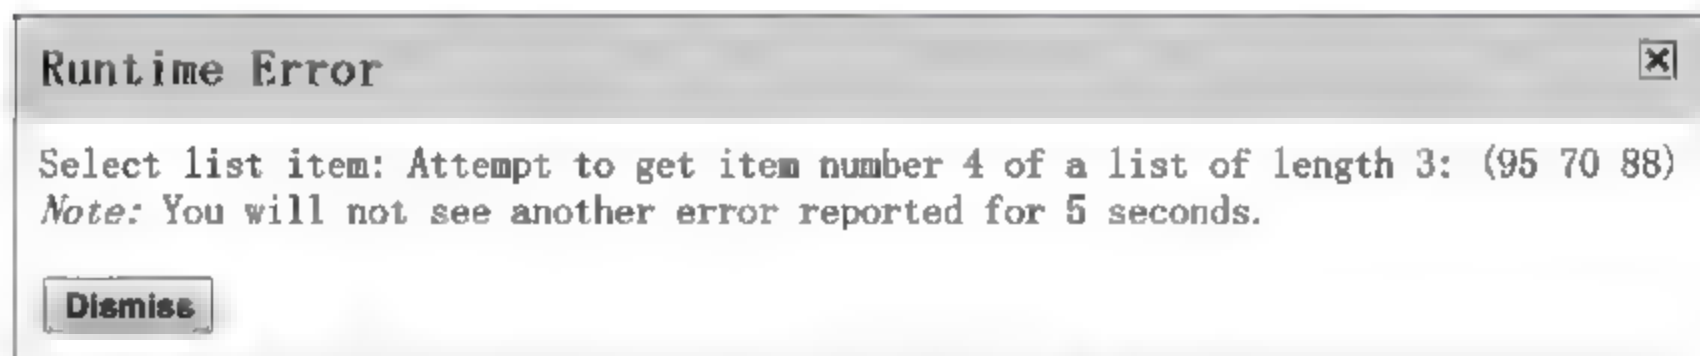 Runtime Error
Select list item: Attempt to get item number 4 of a list of length 3: (95 70 88)
Note: You will not see another error reported for 5 seconds.
Dismiss